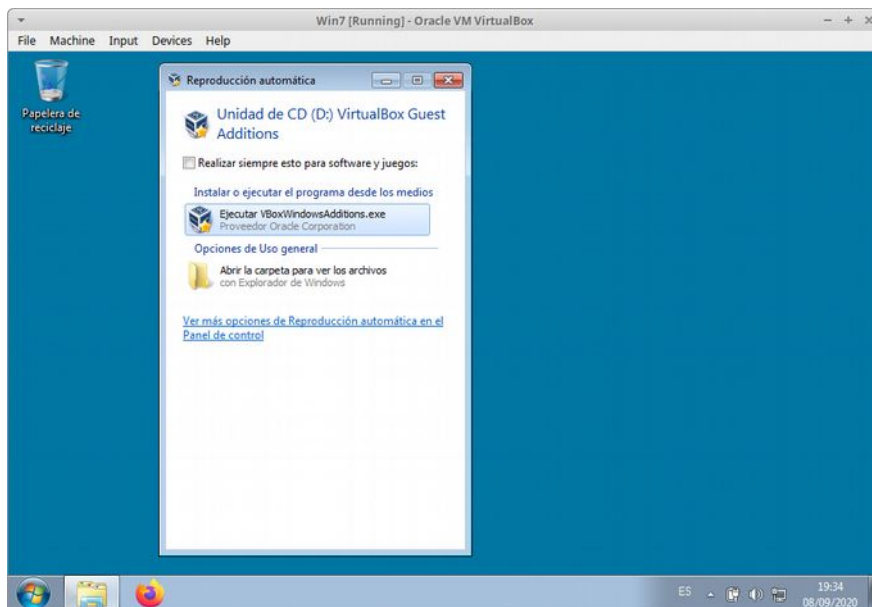 Win7 [Running] - Oracle VM VirtualBox
File Machine Input Devices Help
Papelera de
reciclaje
Reproducción automática
Unidad de CD (D:) VirtualBox Guest
Additions
Realizar siempre esto para software y juegos:
Instalar o ejecutar el programa desde los medios
Ejecutar VBoxWindowsAdditions.exe
Proveedor Oracle Corporation
Opciones de Uso general
Abrir la carpeta para ver los archivos
con Explorador de Windows
Ver más opciones de Reproducción automática en el
Panel de control
ES
19:34
08/09/2020